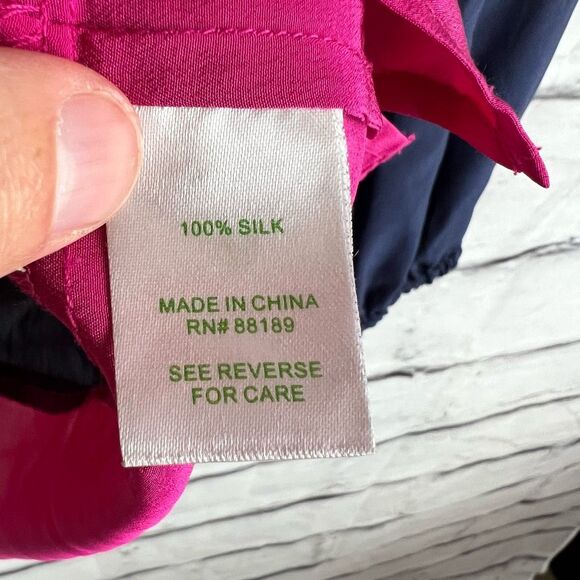 100% SILK
MADE IN CHINA
RN# 88189
SEE REVERSE
FOR CARE